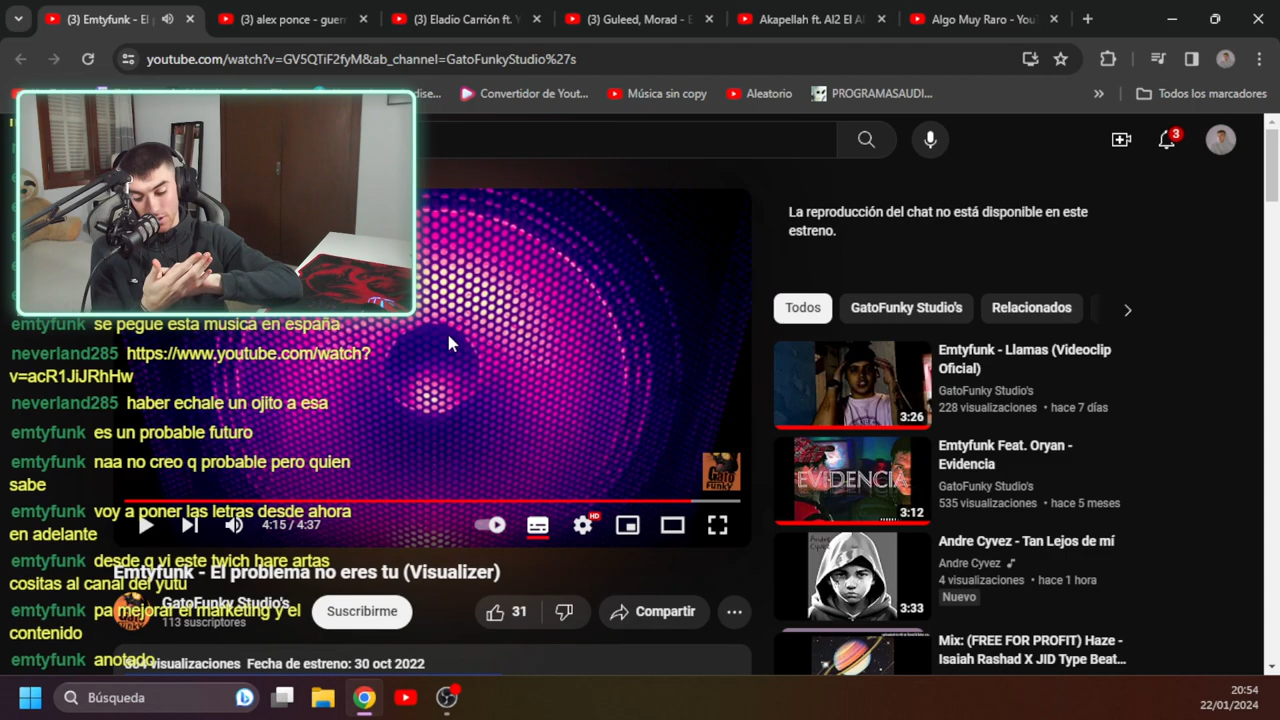 (3) Emtyfunk - El p
(3) alex ponce - guerr
(3) Eladio Carrión ft. Y
(3) Guleed, Morad - E
Akapellah ft. Al2 El Al
Algo Muy Raro - YouT
youtube.com/watch?v=GV5QTiF2fyM&ab_channel=GatoFunkyStudio%27s
dise...
Convertidor de Yout...
Música sin copy
Aleatorio
PROGRAMASAUDI...
Todos los marcadores
3
La reproducción del chat no está disponible en este
estreno.
Todos
GatoFunky Studio's
Relacionados
emtyfunk se pegue esta musica en españa
neverland285 https://www.youtube.com/watch?
v=acR1JiJRhHw
neverland285 haber echale un ojito a esa
emtyfunk es un probable futuro
emtyfunk naa no creo q probable pero quien
sabe
emtyfunk voy a poner las letras desde ahora
en adelante
emtyfunk desde q vi este twich hare artas
cositas al canal del yutu
emtyfunk pa mejorar el marketing y el
contenido
emtyfunk anotado
Gato
Funky
4:15 / 4:37
HD
Emtyfunk - El problema no eres tu (Visualizer)
GatoFunky Studio's
113 suscriptores
Suscribirme
31
Compartir
visualizaciones Fecha de estreno: 30 oct 2022
3:26
Emtyfunk - Llamas (Videoclip
Oficial)
GatoFunky Studio's
228 visualizaciones • hace 7 días
EVIDENCIA
3:12
Emtyfunk Feat. Oryan -
Evidencia
GatoFunky Studio's
535 visualizaciones • hace 5 meses
3:33
Andre Cyvez - Tan Lejos de mí
Andre Cyvez
4 visualizaciones • hace 1 hora
Nuevo
Mix: (FREE FOR PROFIT) Haze -
Isaiah Rashad X JID Type Beat...
Búsqueda
20:54
22/01/2024